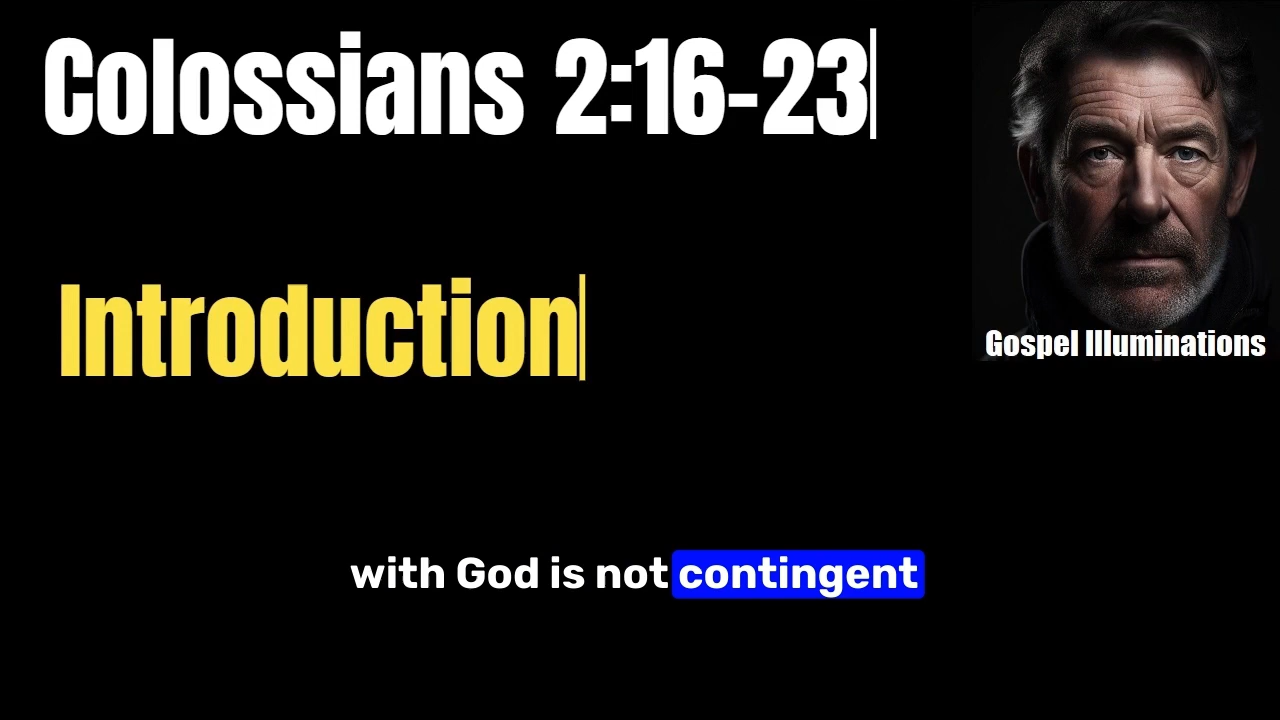 Colossians 2:16-23
Gospel Illuminations
Introduction
with God is not contingent